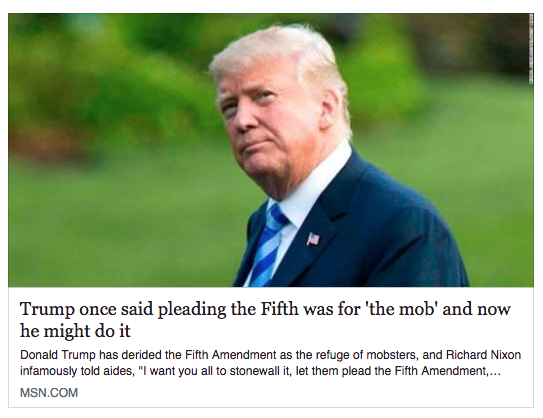 Trump once said pleading the Fifth was for 'the mob' and now
he might do it
Donald Trump has derided the Fifth Amendment as the refuge of mobsters, and Richard Nixon
infamously told aides, "I want you all to stonewall it, let them plead the Fifth Amendment,...
MSN.COM